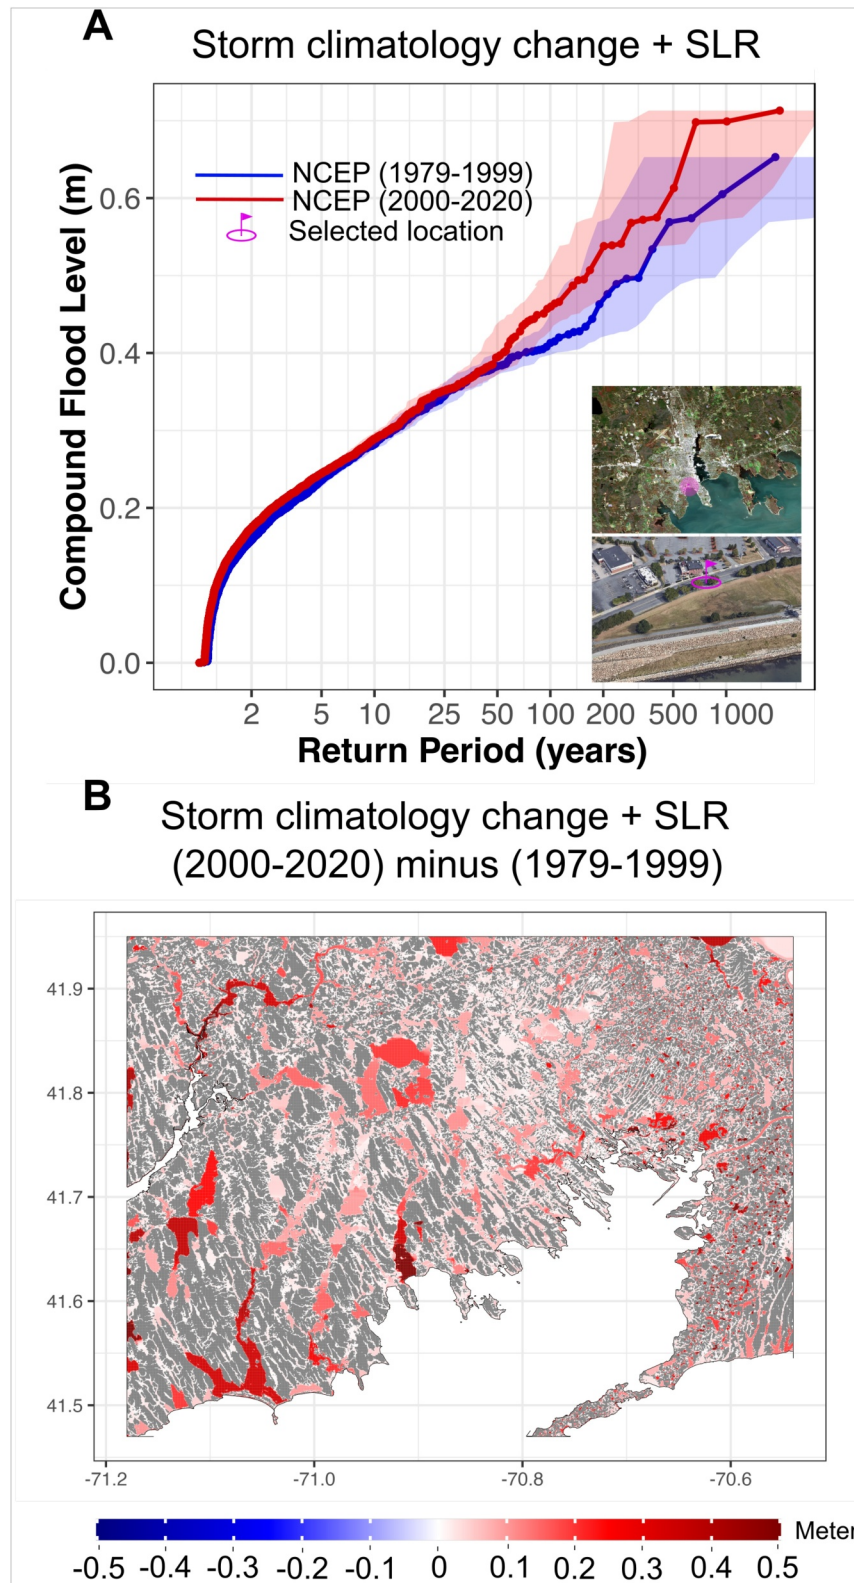 A
Storm climatology change + SLR
Compound Flood Level (m)
NCEP (1979-1999)
NCEP (2000-2020)
Selected location
0.6
0.4
0.2
0.0
2 5 10 25 50 100 200 500 1000
Return Period (years)
B
Storm climatology change + SLR
(2000-2020) minus (1979-1999)
41.9
41.8
41.7
41.6
41.5
-71.2 -71.0 -70.8 -70.6
Meter
-0.5 -0.4 -0.3 -0.2 -0.1 0 0.1 0.2 0.3 0.4 0.5